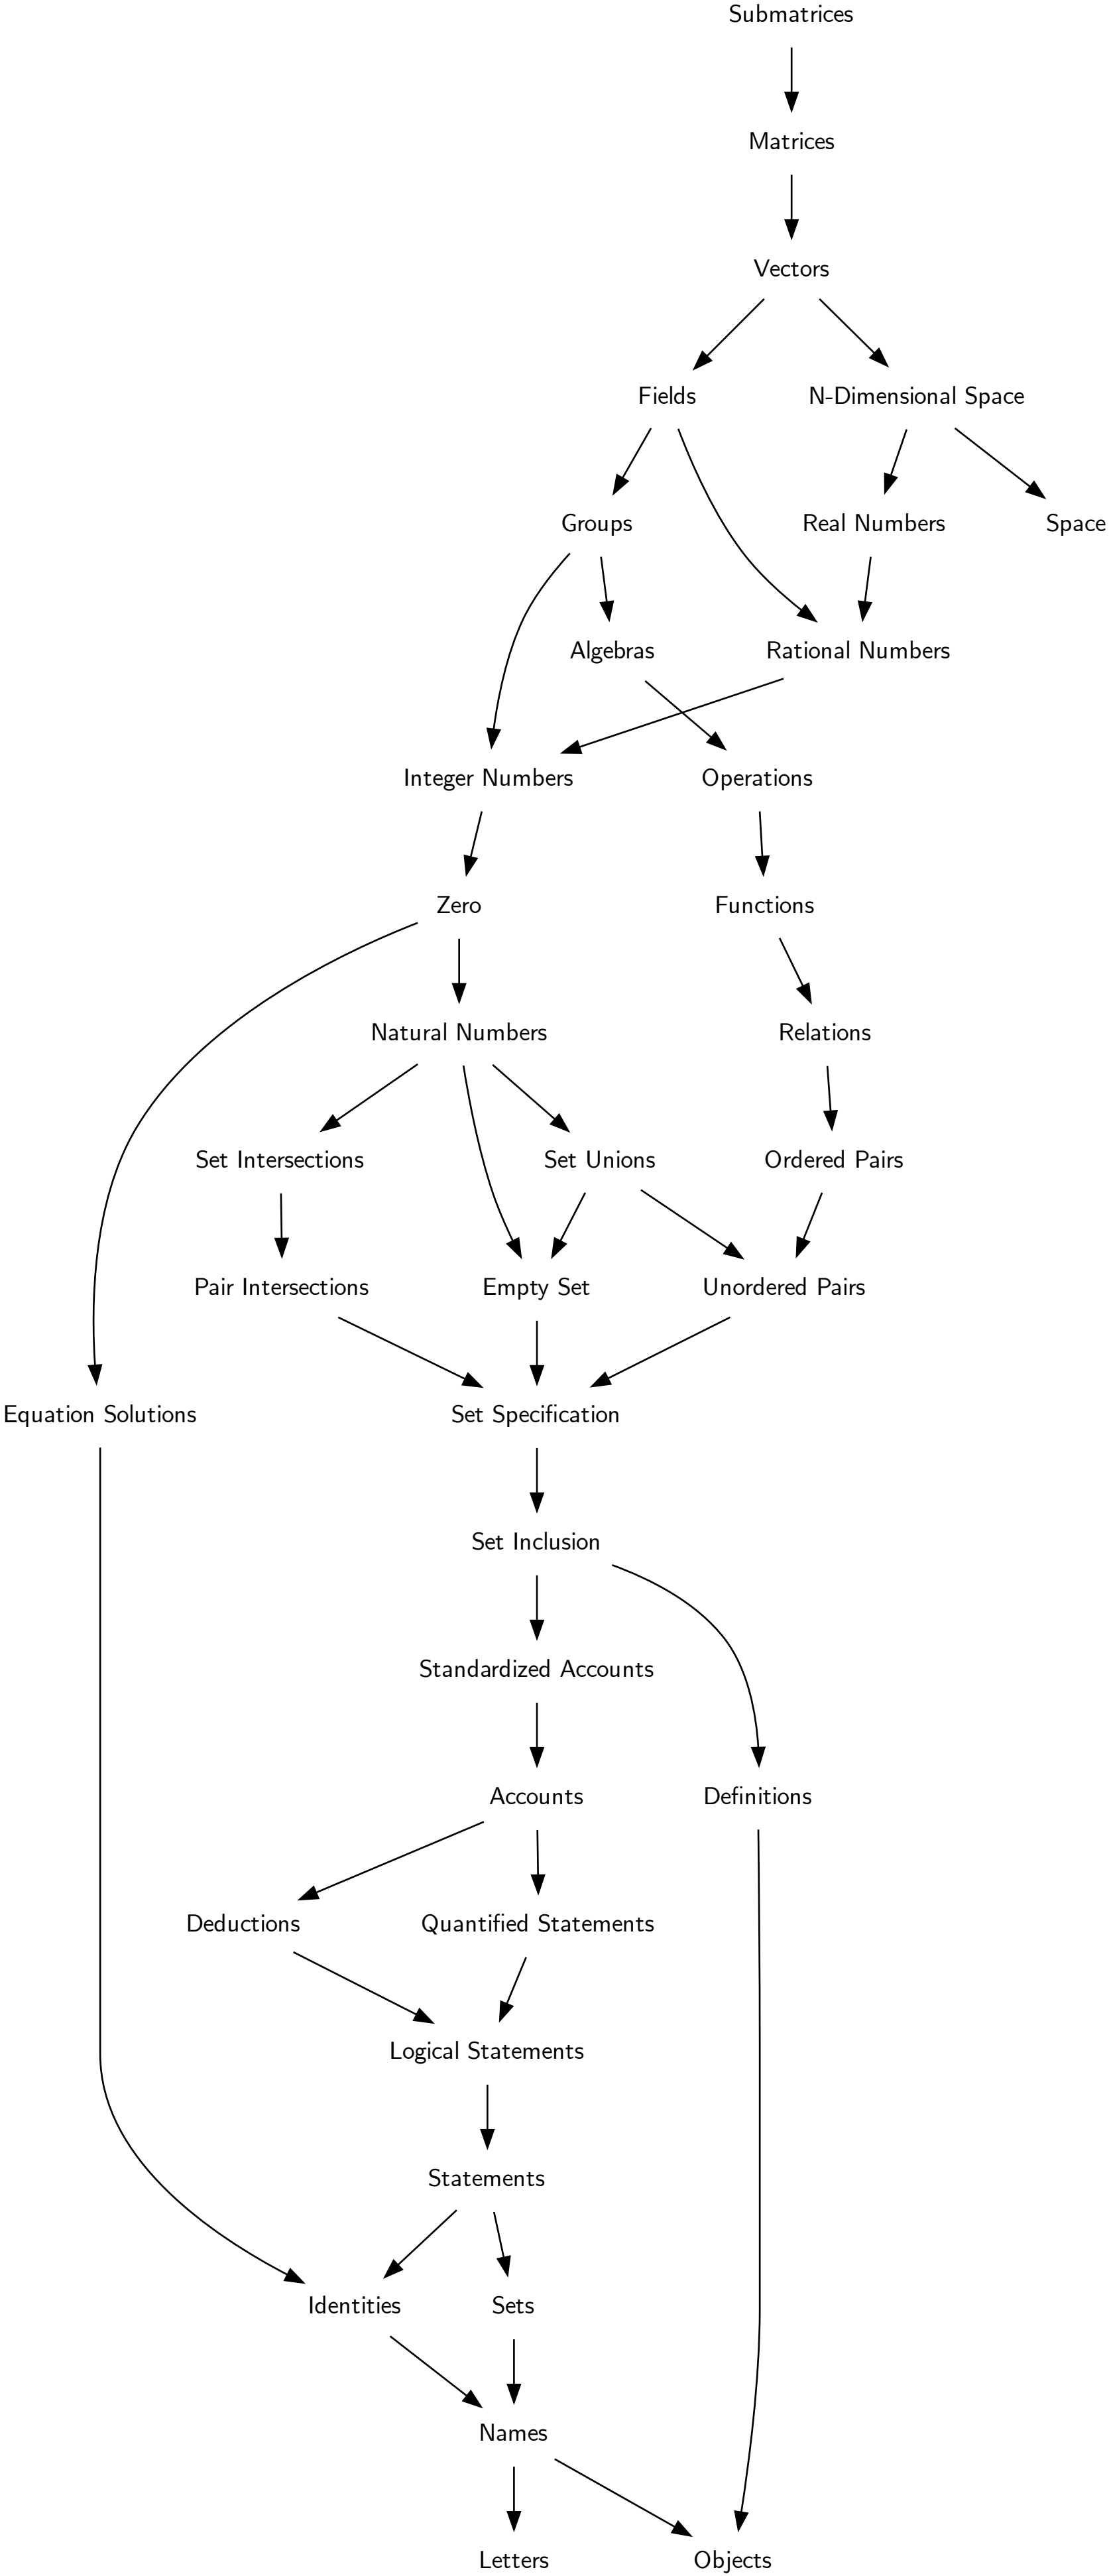 Submatrices
Matrices
Vectors
Fields
N-Dimensional Space
Groups
Real Numbers
Space
Algebras
Rational Numbers
Integer Numbers
Operations
Zero
Functions
Natural Numbers
Relations
Set Intersections
Set Unions
Ordered Pairs
Pair Intersections
Empty Set
Unordered Pairs
Equation Solutions
Set Specification
Set Inclusion
Standardized Accounts
Accounts
Definitions
Deductions
Quantified Statements
Logical Statements
Statements
Identities
Sets
Names
Letters
Objects